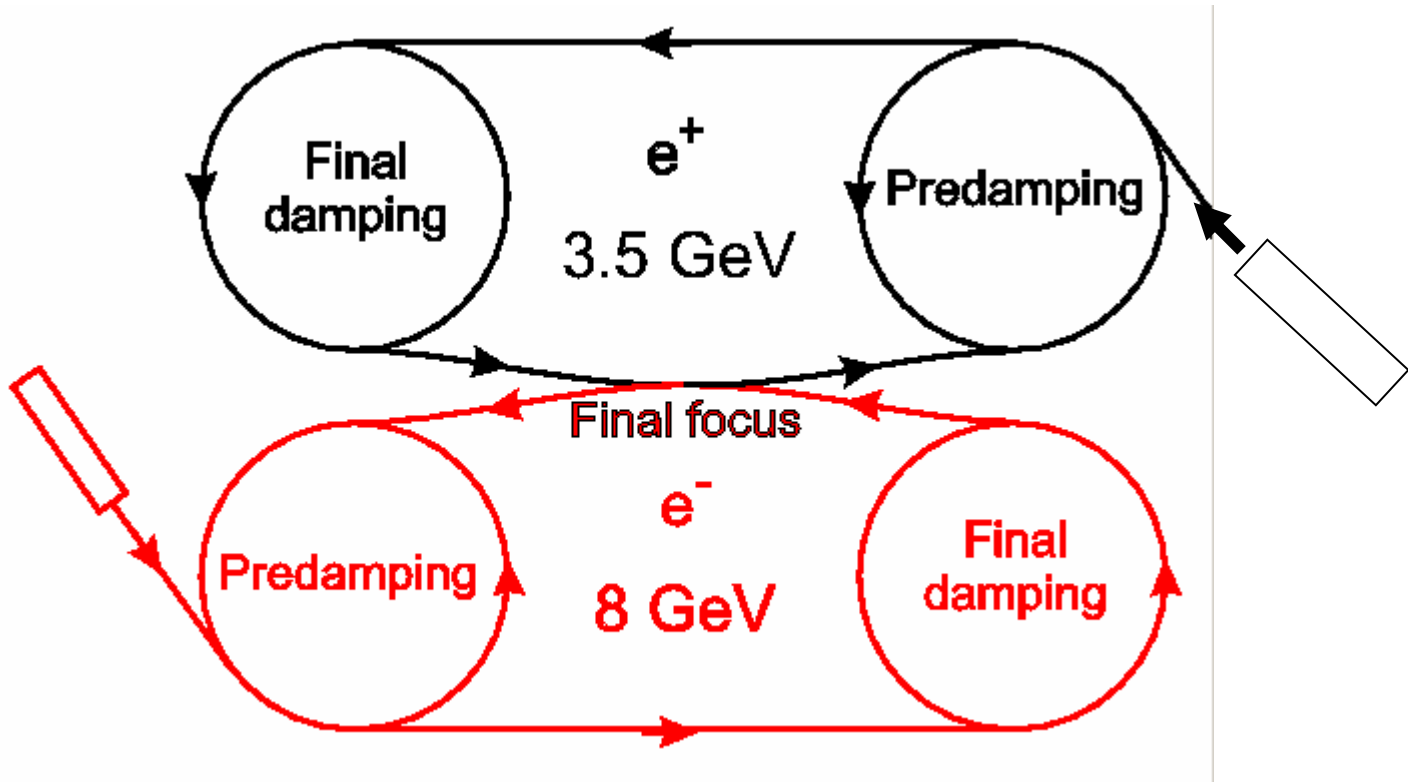 e⁺
Final
damping
Predamping
3.5 GeV
Final focus
e⁻
Predamping
Final
damping
8 GeV